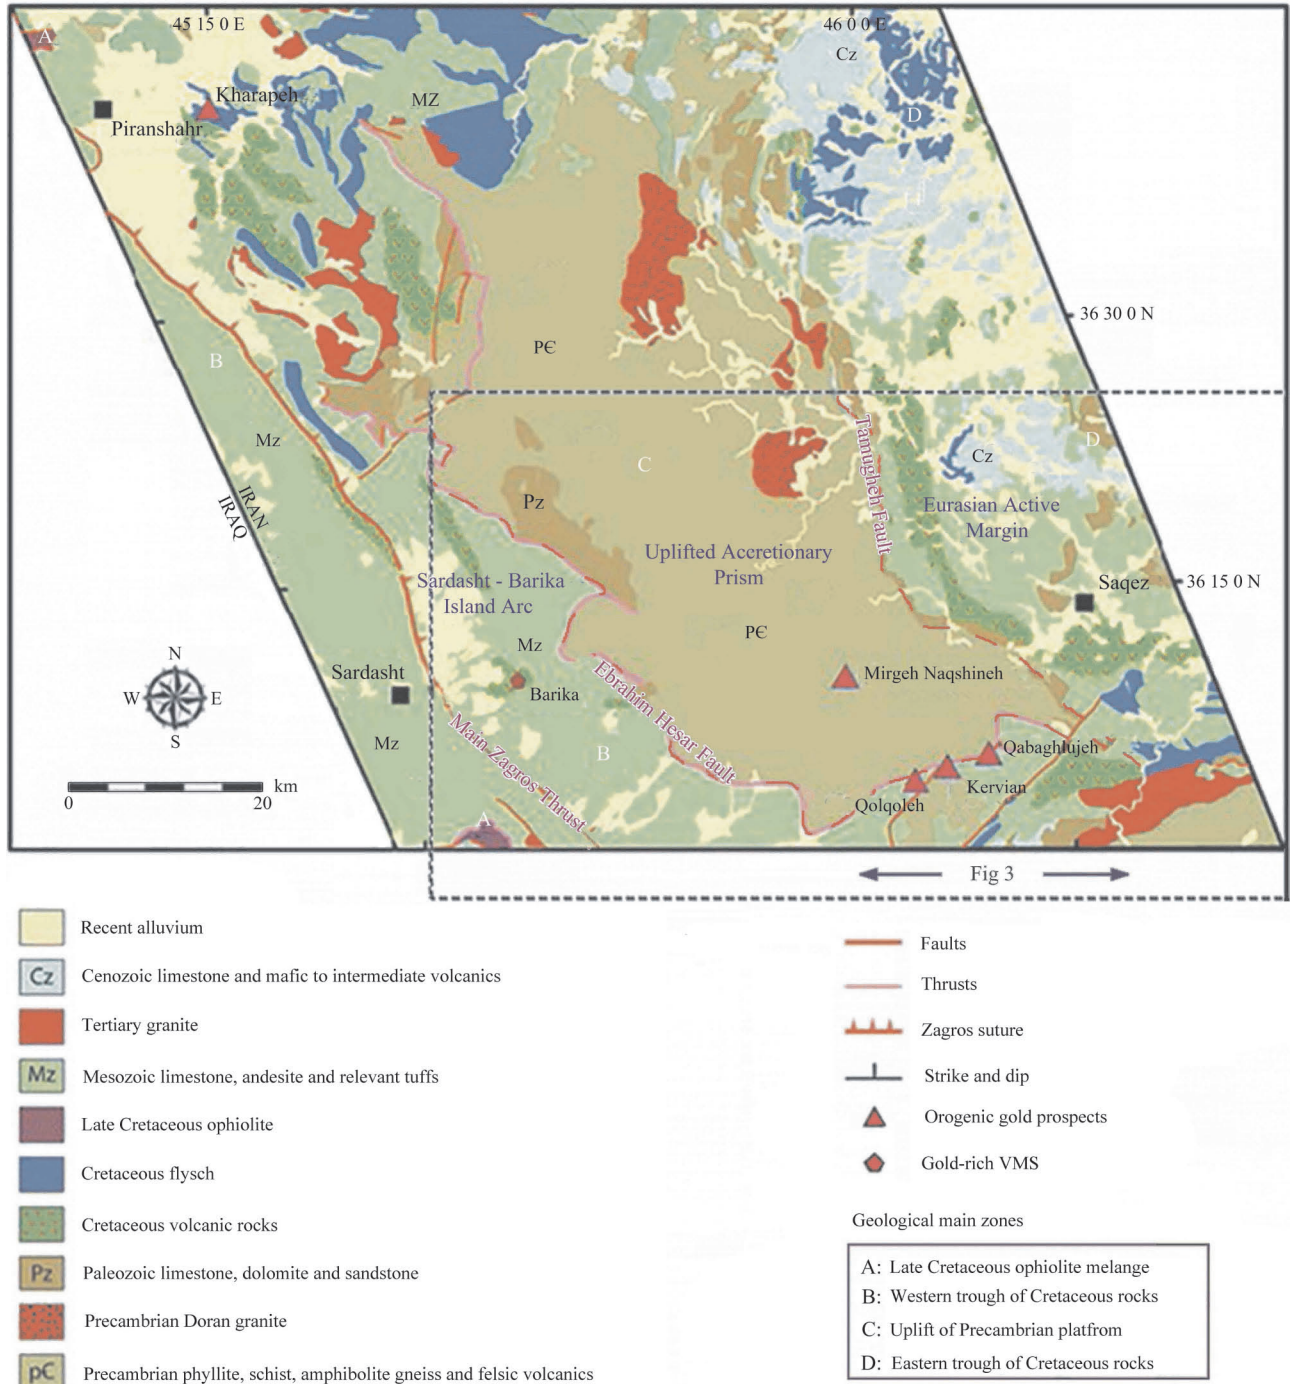 45 15 0 E
46 0 0 E
A
Cz
Kharapeh
MZ
D
Piranshahr
36 30 0 N
B
PЄ
Mz
C
Cz
D
IRAN
IRAQ
Pz
Tamugheh Fault
Eurasian Active
Margin
Uplifted Accretionary
Prism
Sardasht - Barika
Island Arc
Saqez
36 15 0 N
Mz
PЄ
N
W
E
S
Sardasht
Barika
Mirgeh Naqshineh
Ebrahim Hesar Fault
Main Zagros Thrust
Mz
B
Qabaghlujeh
Kervian
Qolqoleh
km
0
20
A
Fig 3
Recent alluvium
Cz Cenozoic limestone and mafic to intermediate volcanics
Tertiary granite
Mz Mesozoic limestone, andesite and relevant tuffs
Late Cretaceous ophiolite
Cretaceous flysch
Cretaceous volcanic rocks
Pz Paleozoic limestone, dolomite and sandstone
Precambrian Doran granite
pЄ Precambrian phyllite, schist, amphibolite gneiss and felsic volcanics
Faults
Thrusts
Zagros suture
Strike and dip
Orogenic gold prospects
Gold-rich VMS
Geological main zones
A: Late Cretaceous ophiolite melange
B: Western trough of Cretaceous rocks
C: Uplift of Precambrian platfrom
D: Eastern trough of Cretaceous rocks